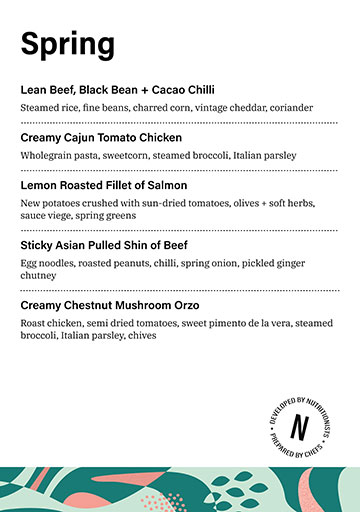 Spring
Lean Beef, Black Bean + Cacao Chilli
Steamed rice, fine beans, charred corn, vintage cheddar, coriander
Creamy Cajun Tomato Chicken
Wholegrain pasta, sweetcorn, steamed broccoli, Italian parsley
Lemon Roasted Fillet of Salmon
New potatoes crushed with sun-dried tomatoes, olives + soft herbs,
sauce viege, spring greens
Sticky Asian Pulled Shin of Beef
Egg noodles, roasted peanuts, chilli, spring onion, pickled ginger
chutney
Creamy Chestnut Mushroom Orzo
Roast chicken, semi dried tomatoes, sweet pimento de la vera, steamed
broccoli, Italian parsley, chives
• DEVELOPED BY NUTRITIONISTS •
N
PREPARED BY CHEFS